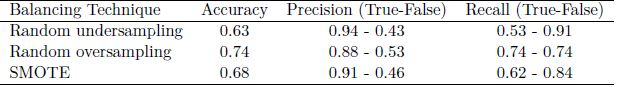 Balancing Technique Accuracy Precision (True-False) Recall (True-False)
Random undersampling 0.63 0.94 - 0.43 0.53 - 0.91
Random oversampling 0.74 0.88 - 0.53 0.74 - 0.74
SMOTE 0.68 0.91 - 0.46 0.62 - 0.84